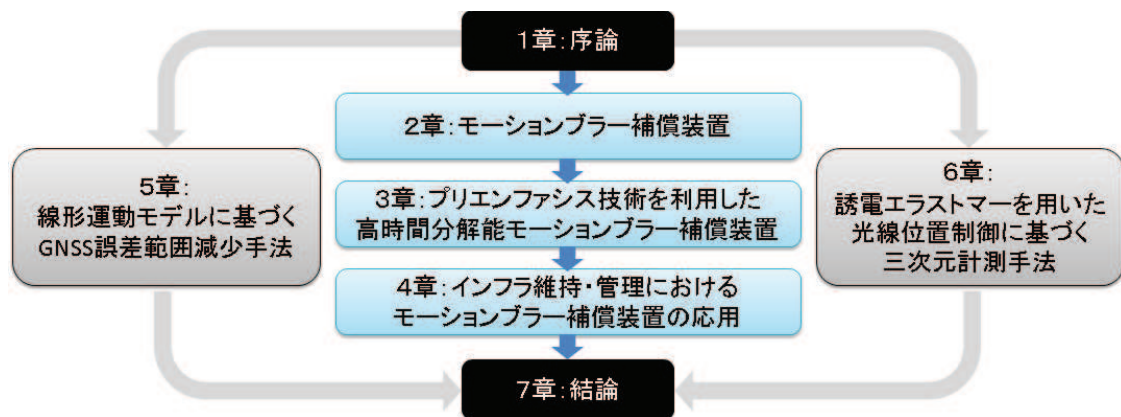 1章:序論
2章:モーションブラー補償装置
3章:プリエンファシス技術を利用した
高時間分解能モーションブラー補償装置
4章:インフラ維持・管理における
モーションブラー補償装置の応用
5章:
線形運動モデルに基づく
GNSS誤差範囲減少手法
6章:
誘電エラストマーを用いた
光線位置制御に基づく
三次元計測手法
7章:結論